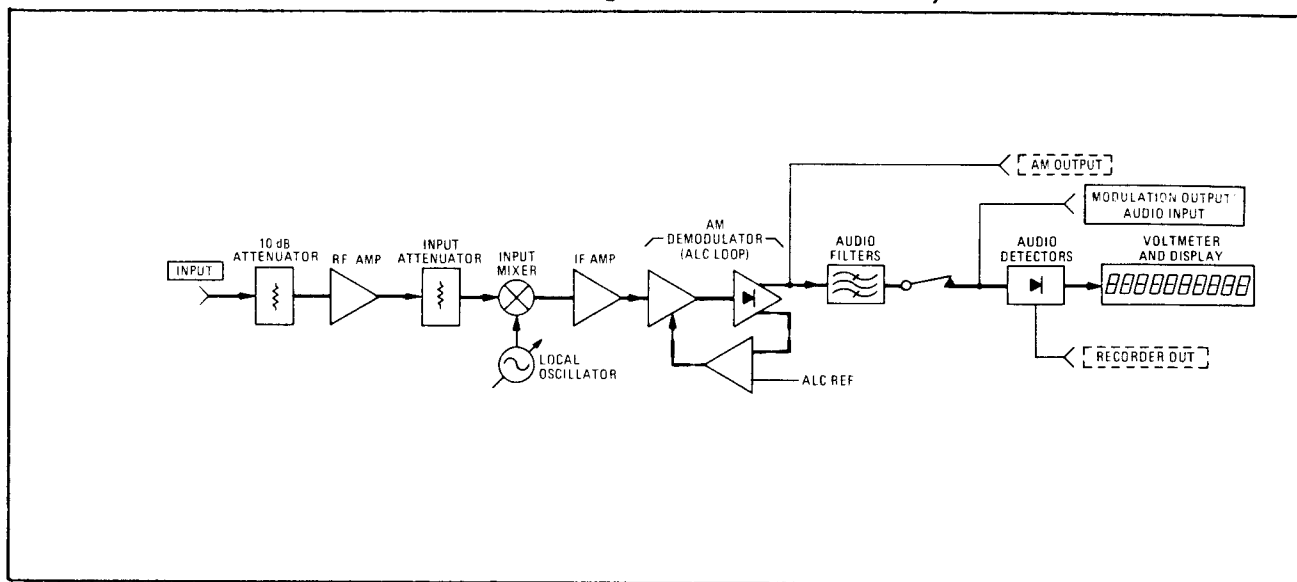 AM OUTPUT
MODULATION OUTPUT
AUDIO INPUT
AM
DEMODULATOR
(ALC LOOP)
10 dB
ATTENUATOR
RF AMP
INPUT
ATTENUATOR
INPUT
MIXER
IF AMP
AUDIO
FILTERS
AUDIO
DETECTORS
VOLTMETER
AND DISPLAY
INPUT
8888888888
LOCAL
OSCILLATOR
ALC REF
RECORDER OUT